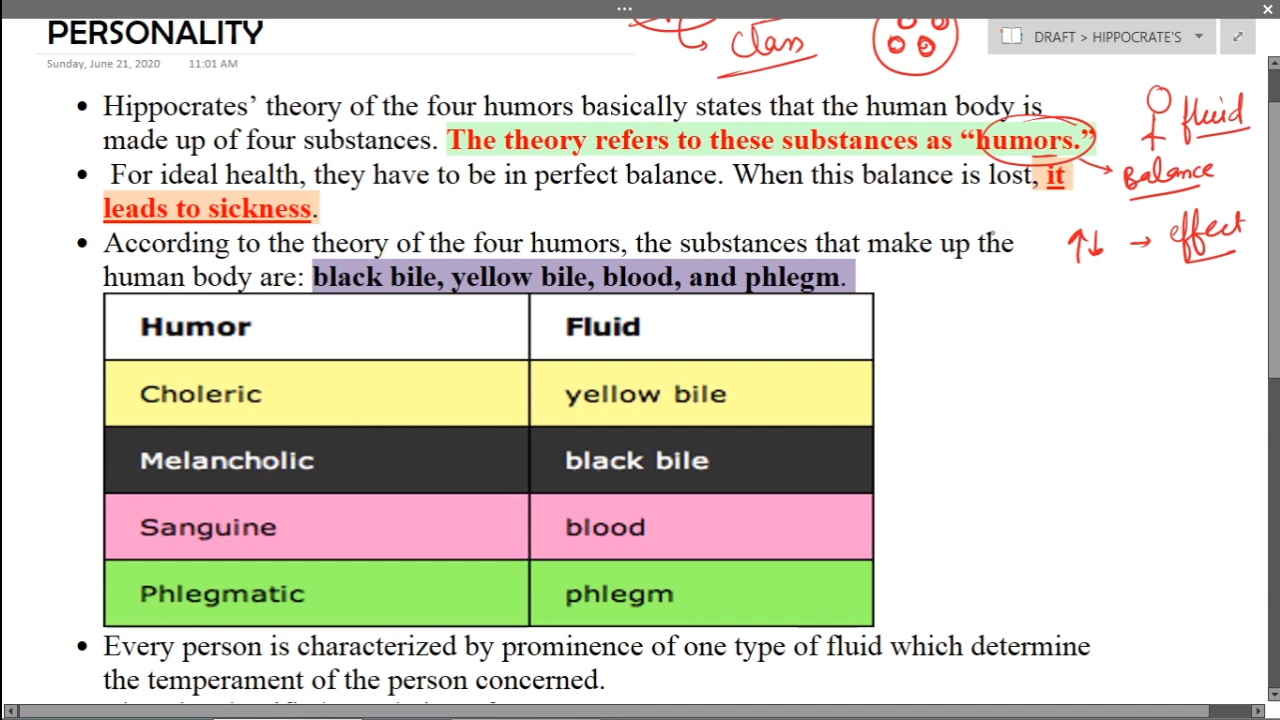 PERSONALITY
Sunday, June 21, 2020 11:01 AM
Class
DRAFT > HIPPOCRATE'S
• Hippocrates’ theory of the four humors basically states that the human body is
made up of four substances. The theory refers to these substances as “humors.”
fluid
• For ideal health, they have to be in perfect balance. When this balance is lost, it
leads to sickness.
Balance
• According to the theory of the four humors, the substances that make up the
human body are: black bile, yellow bile, blood, and phlegm.
↑↓ → effect
Humor Fluid
Choleric yellow bile
Melancholic black bile
Sanguine blood
Phlegmatic phlegm
• Every person is characterized by prominence of one type of fluid which determine
the temperament of the person concerned.